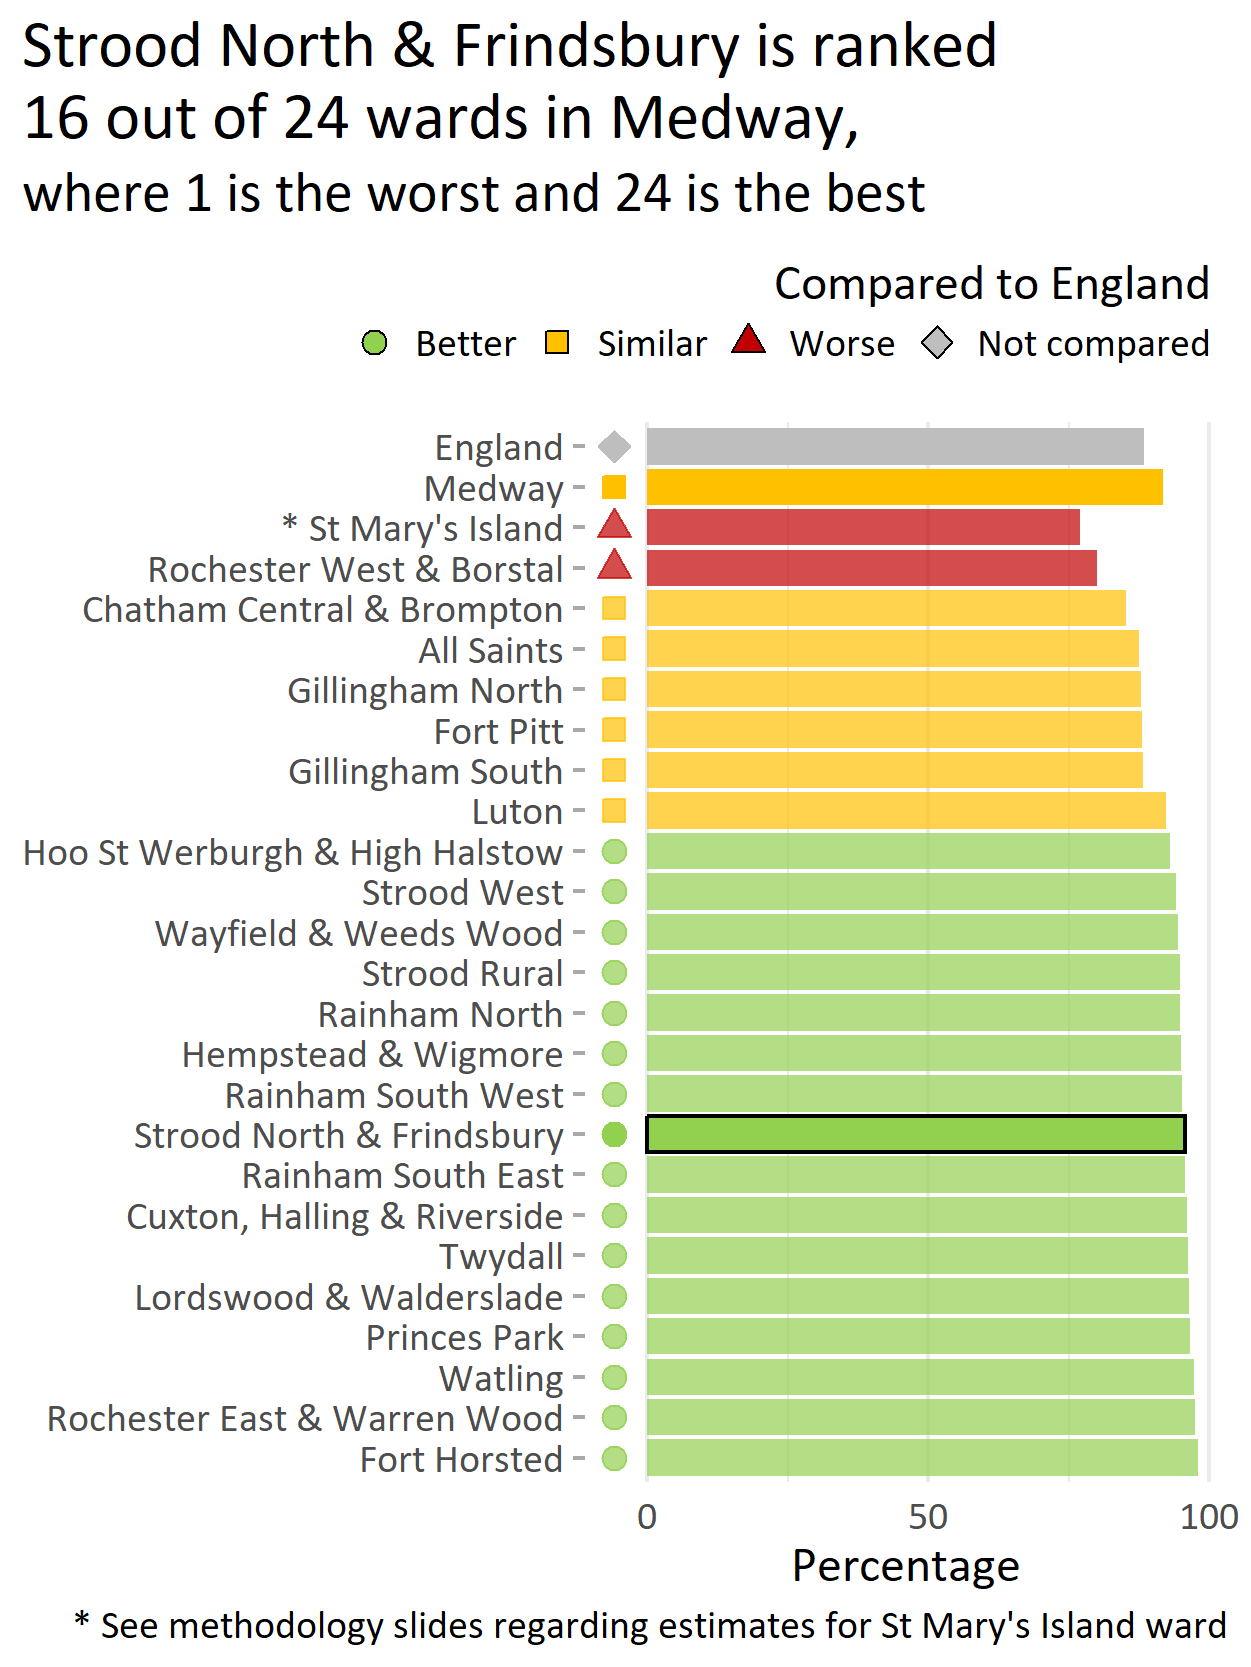 Strood North & Frindsbury is ranked
16 out of 24 wards in Medway,
where 1 is the worst and 24 is the best
Compared to England
Better Similar Worse Not compared
England
Medway
* St Mary's Island
Rochester West & Borstal
Chatham Central & Brompton
All Saints
Gillingham North
Fort Pitt
Gillingham South
Luton
Hoo St Werburgh & High Halstow
Strood West
Wayfield & Weeds Wood
Strood Rural
Rainham North
Hempstead & Wigmore
Rainham South West
Strood North & Frindsbury
Rainham South East
Cuxton, Halling & Riverside
Twydall
Lordswood & Walderslade
Princes Park
Watling
Rochester East & Warren Wood
Fort Horsted
0 50 100
Percentage
* See methodology slides regarding estimates for St Mary's Island ward